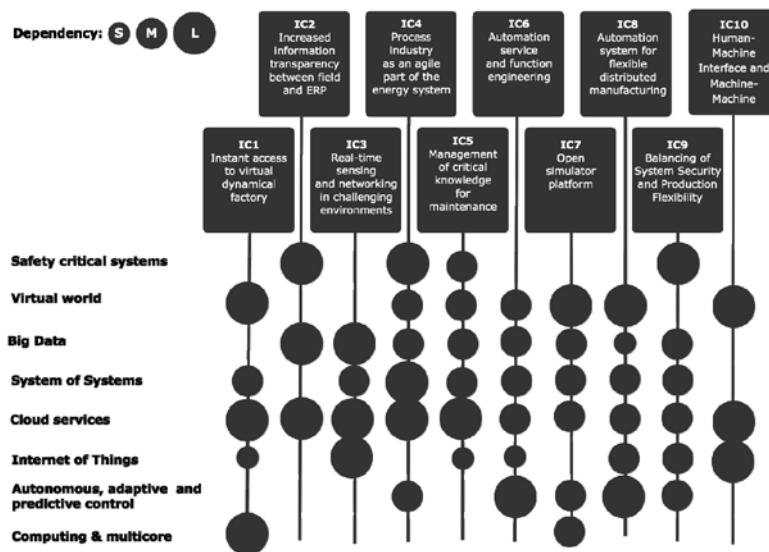 Dependency: S M L
IC2
Increased
information
transparency
between field
and ERP
IC4
Process
industry
as an agile
part of the
energy system
IC6
Automation
service
and function
engineering
IC8
Automation
system for
flexible
distributed
manufacturing
IC10
Human-
Machine
Interface and
Machine-
Machine
IC1
Instant access
to virtual
dynamical
factory
IC3
Real-time
sensing
and networking
in challenging
environments
IC5
Management
of critical
knowledge
for
maintenance
IC7
Open
simulator
platform
IC9
Balancing of
System Security
and Production
Flexibility
Safety critical systems
Virtual world
Big Data
System of Systems
Cloud services
Internet of Things
Autonomous, adaptive and
predictive control
Computing & multicore